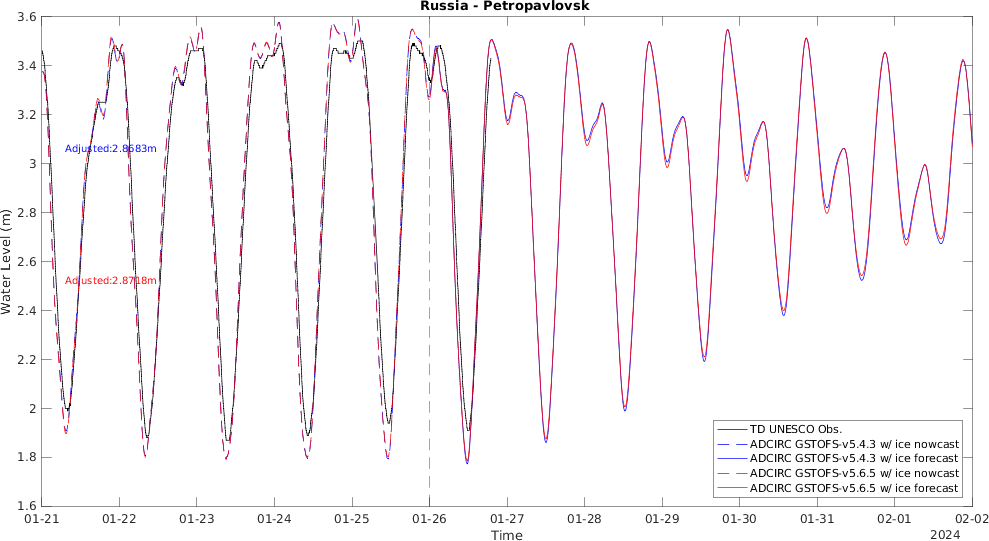 Russia - Petropavlovsk
3.6
3.4
3.2
3
2.8
2.6
2.4
2.2
2
1.8
1.6
Water Level (m)
Adjusted:2.8683m
Adjusted:2.8718m
TD UNESCO Obs.
ADCIRC GSTOFS-v5.4.3 w/ ice nowcast
ADCIRC GSTOFS-v5.4.3 w/ ice forecast
ADCIRC GSTOFS-v5.6.5 w/ ice nowcast
ADCIRC GSTOFS-v5.6.5 w/ ice forecast
01-21 01-22 01-23 01-24 01-25 01-26 01-27 01-28 01-29 01-30 01-31 02-01 02-02
Time
2024